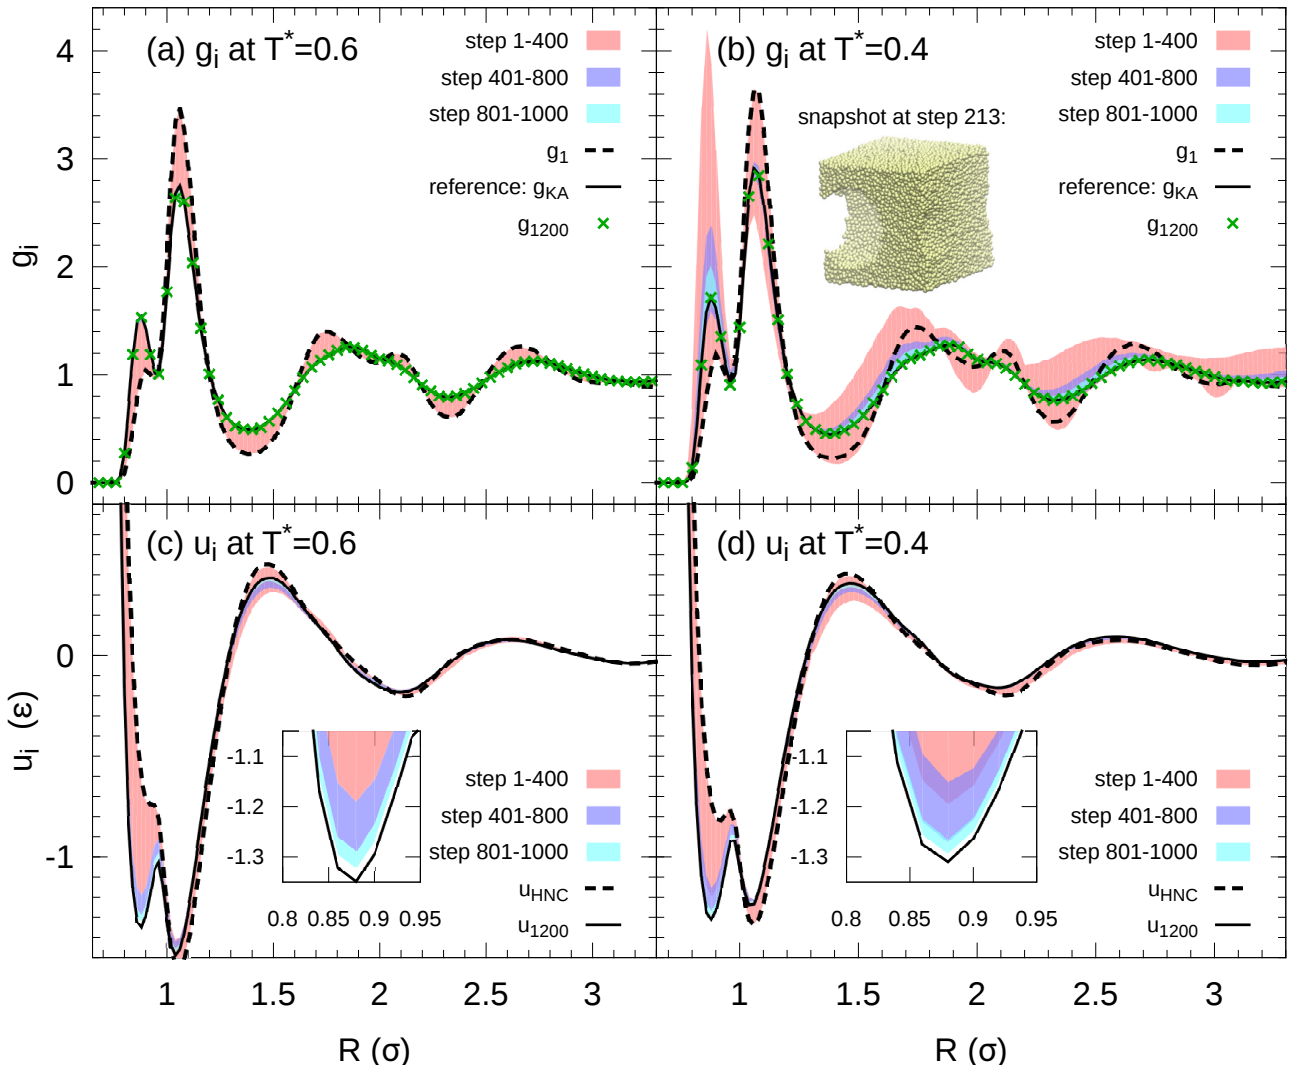 (a) gᵢ at T*=0.6
step 1-400
step 401-800
step 801-1000
g₁
reference: g_KA
g₁₂₀₀
4
3
2
1
0
gᵢ
(b) gᵢ at T*=0.4
step 1-400
step 401-800
step 801-1000
g₁
reference: g_KA
g₁₂₀₀
snapshot at step 213:
(c) uᵢ at T*=0.6
0
-1
uᵢ (ε)
-1.1
-1.2
-1.3
0.8 0.85 0.9 0.95
step 1-400
step 401-800
step 801-1000
u_HNC
u₁₂₀₀
1 1.5 2 2.5 3
R (σ)
(d) uᵢ at T*=0.4
-1.1
-1.2
-1.3
0.8 0.85 0.9 0.95
step 1-400
step 401-800
step 801-1000
u_HNC
u₁₂₀₀
1 1.5 2 2.5 3
R (σ)